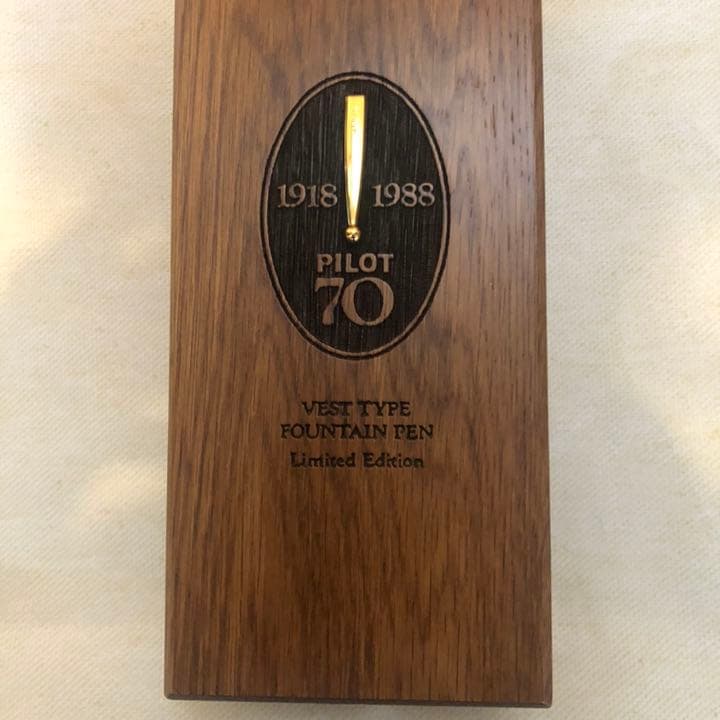 1918 1988
PILOT
70
VEST TYPE
FOUNTAIN PEN
Limited Edition